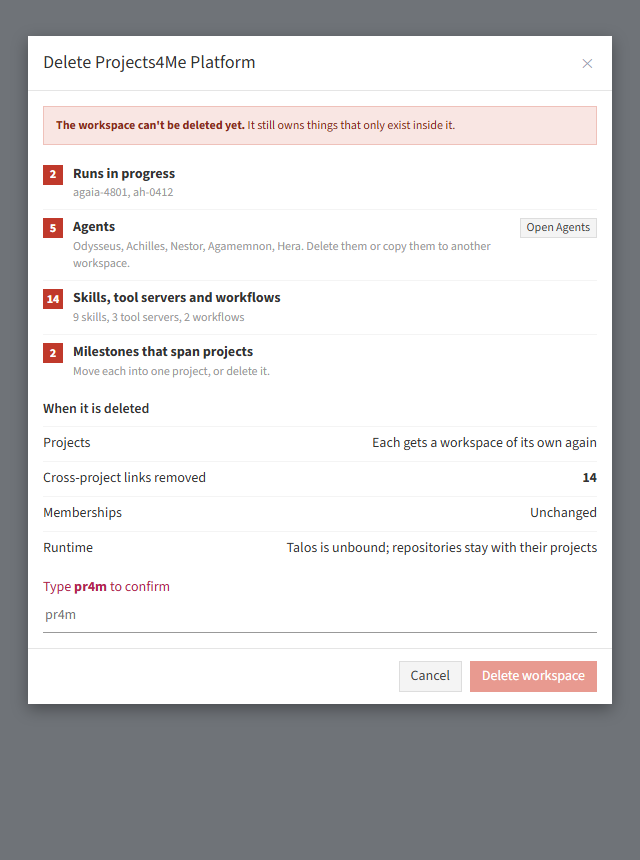 Delete Projects4Me Platform
The workspace can't be deleted yet. It still owns things that only exist inside it.
2 Runs in progress
agaia-4801, ah-0412
5 Agents Open Agents
Odysseus, Achilles, Nestor, Agamemnon, Hera. Delete them or copy them to another
workspace.
14 Skills, tool servers and workflows
9 skills, 3 tool servers, 2 workflows
2 Milestones that span projects
Move each into one project, or delete it.
When it is deleted
Projects Each gets a workspace of its own again
Cross-project links removed 14
Memberships Unchanged
Runtime Talos is unbound; repositories stay with their projects
Type pr4m to confirm
pr4m
Cancel Delete workspace